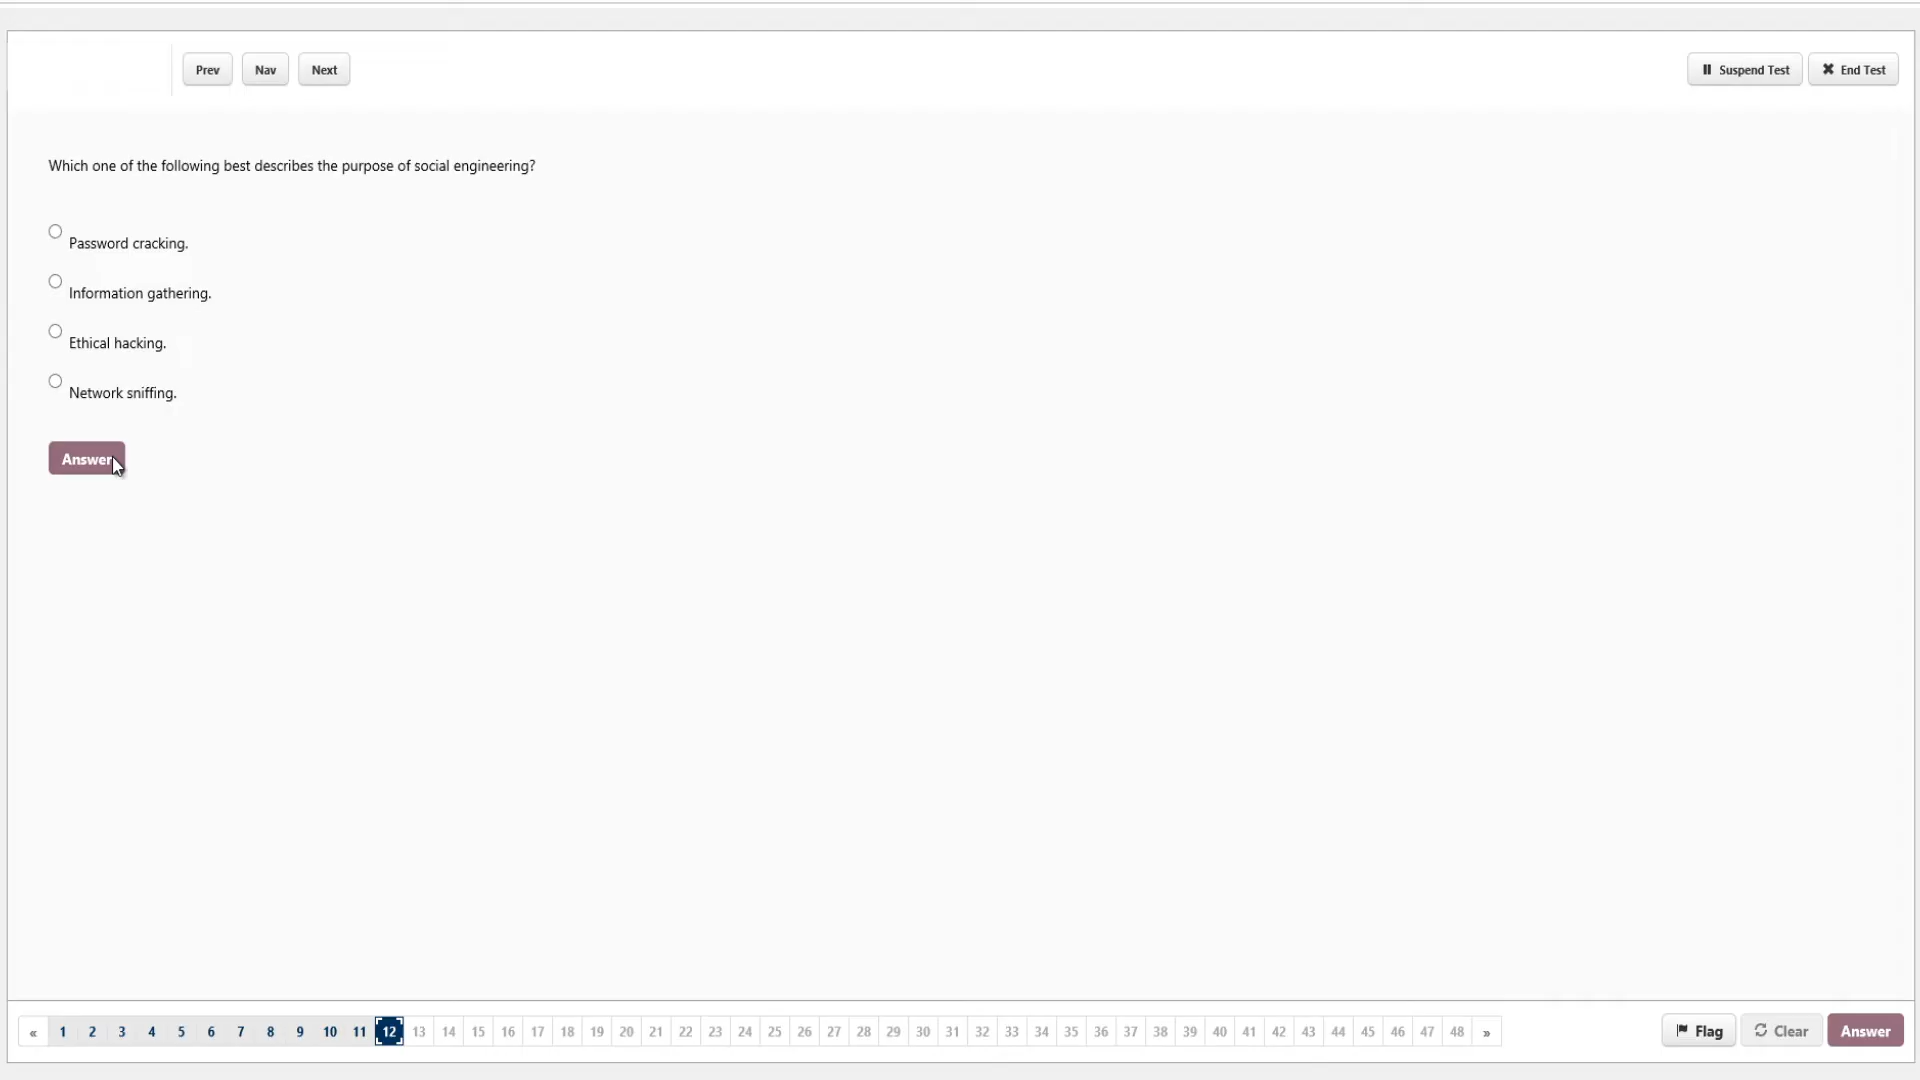 Prev Nav Next Suspend Test End Test
Which one of the following best describes the purpose of social engineering?
Password cracking.
Information gathering.
Ethical hacking.
Network sniffing.
Answer
« 1 2 3 4 5 6 7 8 9 10 11 12 13 14 15 16 17 18 19 20 21 22 23 24 25 26 27 28 29 30 31 32 33 34 35 36 37 38 39 40 41 42 43 44 45 46 47 48 » Flag Clear Answer